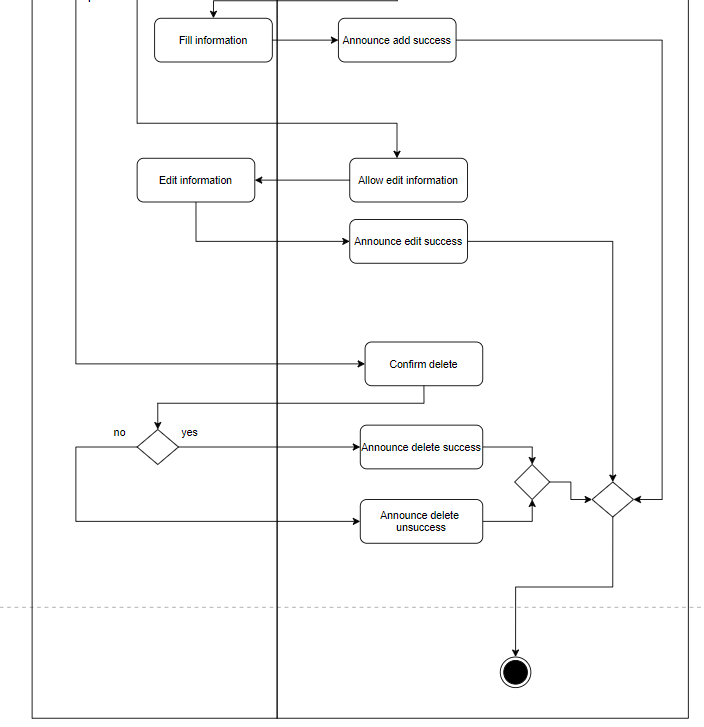 Fill information
Announce add success
Edit information
Allow edit information
Announce edit success
Confirm delete
no
yes
Announce delete success
Announce delete
unsuccess